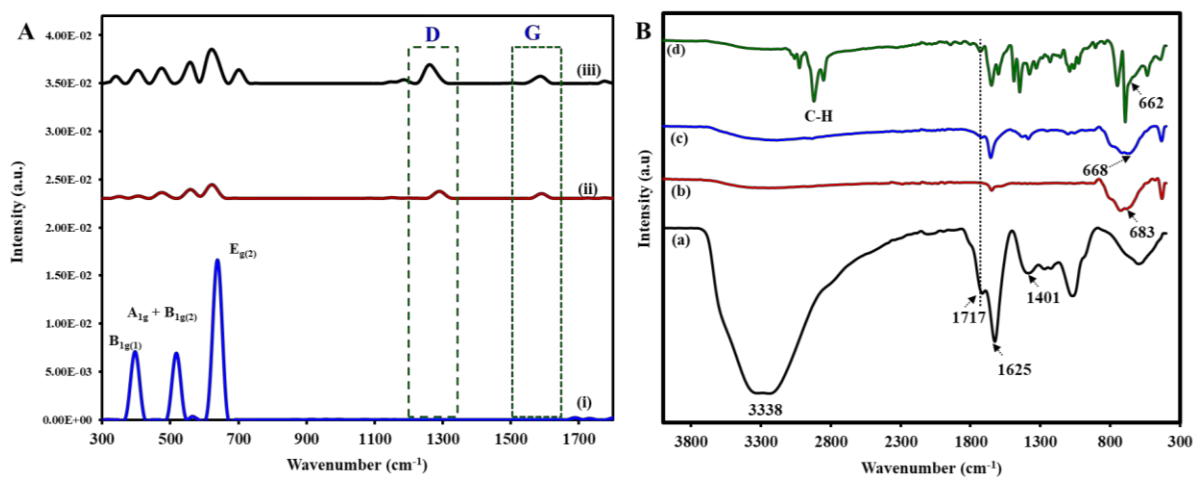 A
D
G
4.00E-02
3.50E-02
3.00E-02
2.50E-02
2.00E-02
1.50E-02
1.00E-02
5.00E-03
0.00E+00
Intensity (a.u.)
(iii)
(ii)
(i)
Eg(2)
A1g + B1g(2)
B1g(1)
300 500 700 1100 1300 1500 1700
Wavenumber (cm-1)
B
Intensity (a.u)
(d)
C-H
662
(c)
668
(b)
683
(a)
1717
1401
1625
3338
3800 3300 2800 2300 1800 1300 800 300
Wavenumber (cm-1)